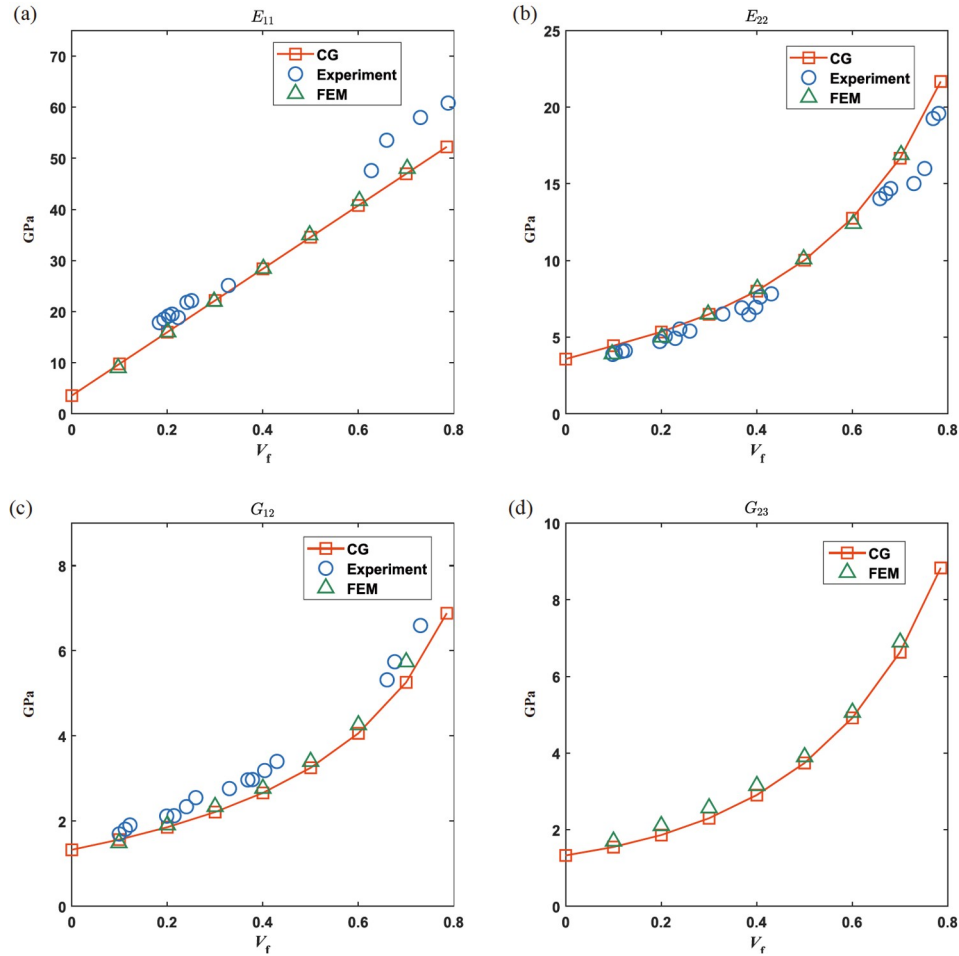 (a)
E11
CG
Experiment
FEM
70
60
50
40
30
20
10
0
GPa
0 0.2 0.4 0.6 0.8
Vf
(b)
E22
CG
Experiment
FEM
25
20
15
10
5
0
GPa
0 0.2 0.4 0.6 0.8
Vf
(c)
G12
CG
Experiment
FEM
8
6
4
2
0
GPa
0 0.2 0.4 0.6 0.8
Vf
(d)
G23
CG
FEM
10
8
6
4
2
0
GPa
0 0.2 0.4 0.6 0.8
Vf